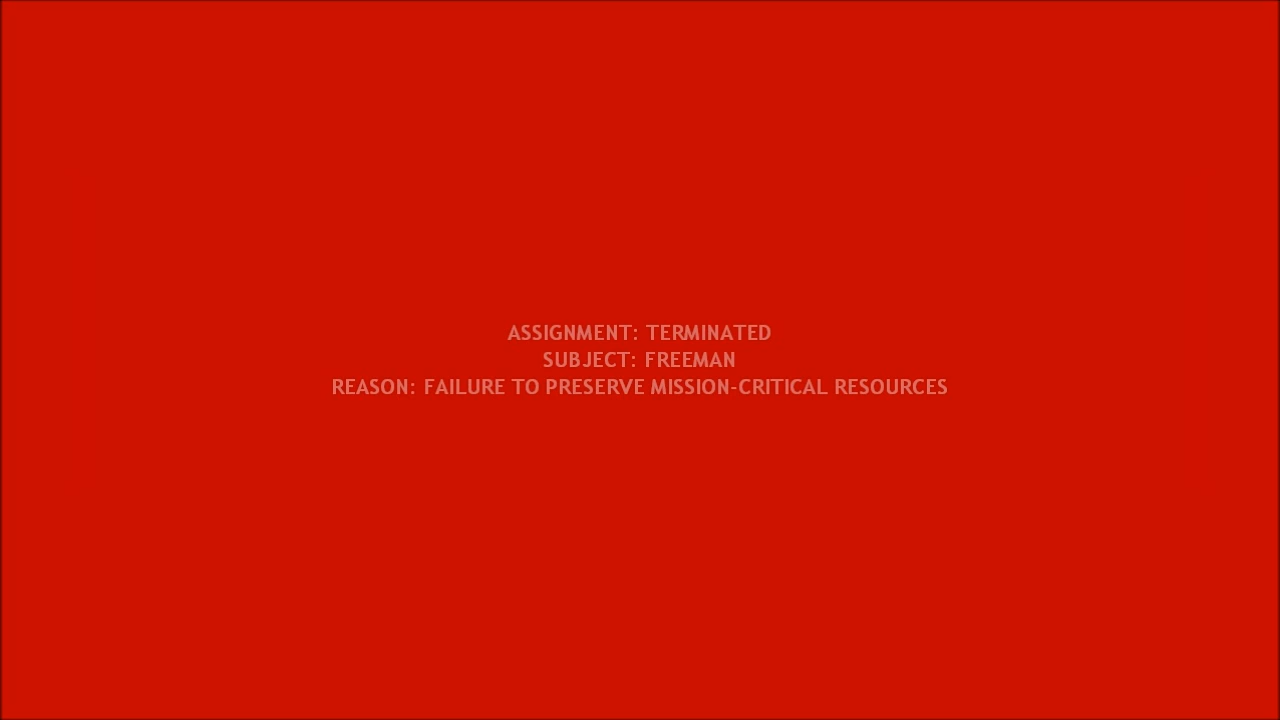 ASSIGNMENT: TERMINATED
SUBJECT: FREEMAN
REASON: FAILURE TO PRESERVE MISSION-CRITICAL RESOURCES